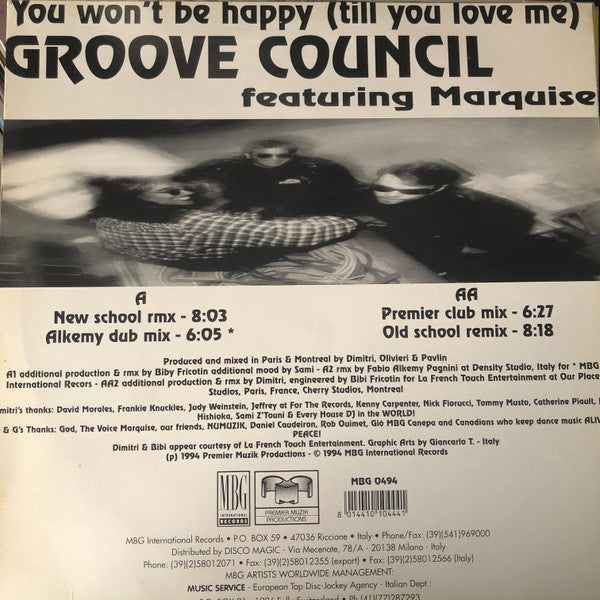 You won't be happy (till you love me)
GROOVE COUNCIL
featuring Marquise
A
New school rmx - 8:03
Alkemy dub mix - 6:05 *
AA
Premier club mix - 6:27
Old school remix - 8:18
Produced and mixed in Paris & Montreal by Dimitri, Olivieri & Pavlin
A1 additional production & rmx by Biby Fricotin additional mood by Sami - A2 rmx by Fabio Alkemy Pagnini at Density Studio, Italy for * MBG
International Recors - AA2 additional production & rmx by Dimitri, engineered by Bibi Fricotin for La French Touch Entertainment at Our Place
Studios, Paris, France, Cherry Studios, Montreal
mitri's thanks: David Morales, Frankie Knuckles, Judy Weinstein, Jeffrey at For The Records, Kenny Carpenter, Nick Fiorucci, Tommy Musto, Catherine Piault,
Hishioka, Sami Z'Touni & Every House DJ in the WORLD!
& G's Thanks: God, The Voice Marquise, our friends, NUMUZIK, Daniel Caudeiron, Rob Ouimet, Giò MBG Canepa and Canadians who keep dance music
PEACE!
Dimitri & Bibi appear courtesy of La French Touch Entertainment. Graphic Arts by Giancarlo T. - Italy
(p) 1994 Premier Muzik Productions - © 1994 MBG International Records
MBG
INTERNATIONAL
RECORDS
PREMIER MUZIK
PRODUCTIONS
MBG 0494
8 014410 104441
MBG International Records • P.O. BOX 59 • 47036 Riccione • Italy • Phone/Fax: (39)(541)969000
Distributed by DISCO MAGIC - Via Mecenate, 78/A - 20138 Milano - Italy
Phone: (39)(2)58012071 • Fax: (39)(2)58012355 (export) • Fax: (39)(2)58012566 (Italy)
MBG ARTISTS WORLDWIDE MANAGEMENT:
MUSIC SERVICE - European Top Disc-Jockey Agency - Italian Dept.: